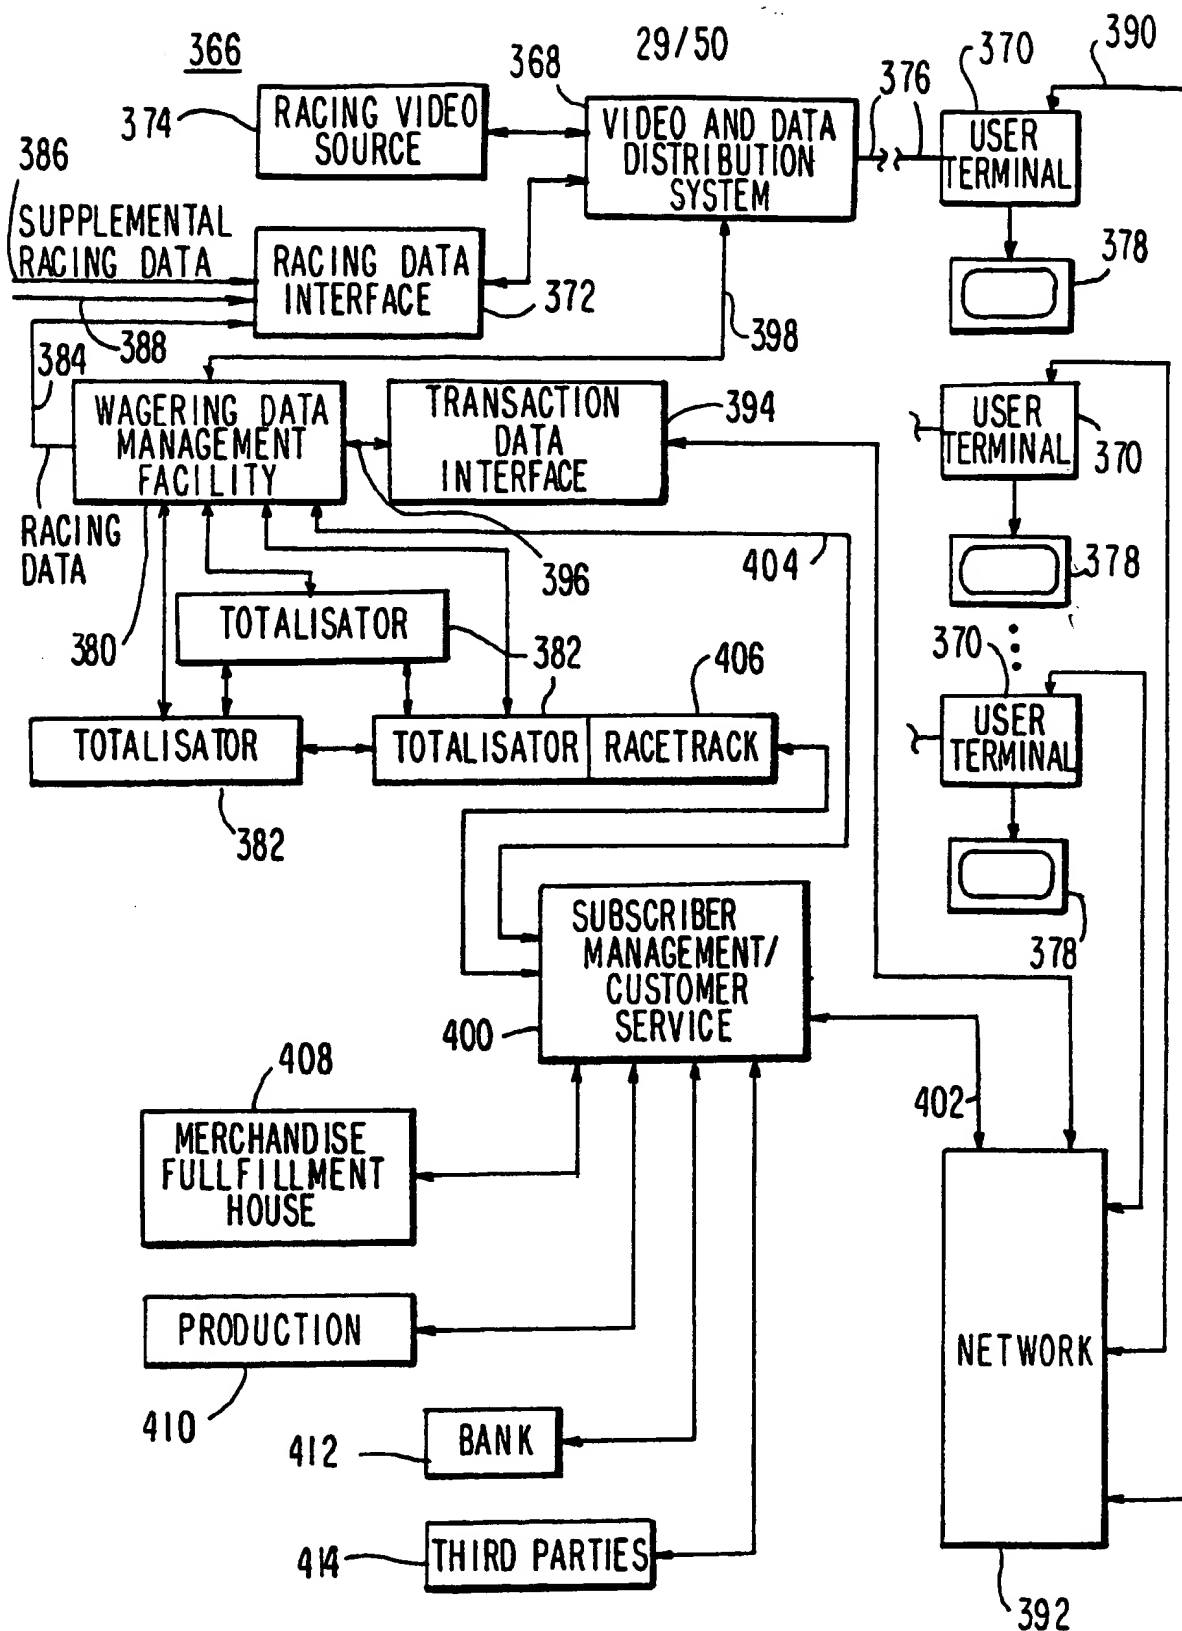 366
29/50
368
370
390
374
RACING VIDEO
SOURCE
VIDEO AND DATA
DISTRIBUTION
SYSTEM
376
USER
TERMINAL
386
SUPPLEMENTAL
RACING DATA
RACING DATA
INTERFACE
372
378
384
388
398
WAGERING DATA
MANAGEMENT
FACILITY
TRANSACTION
DATA
INTERFACE
394
USER
TERMINAL
370
RACING
DATA
396
404
378
380
TOTALISATOR
382
406
370
TOTALISATOR
TOTALISATOR
RACETRACK
USER
TERMINAL
382
378
SUBSCRIBER
MANAGEMENT/
CUSTOMER
SERVICE
400
408
402
MERCHANDISE
FULLFILLMENT
HOUSE
PRODUCTION
NETWORK
410
412
BANK
414
THIRD PARTIES
392